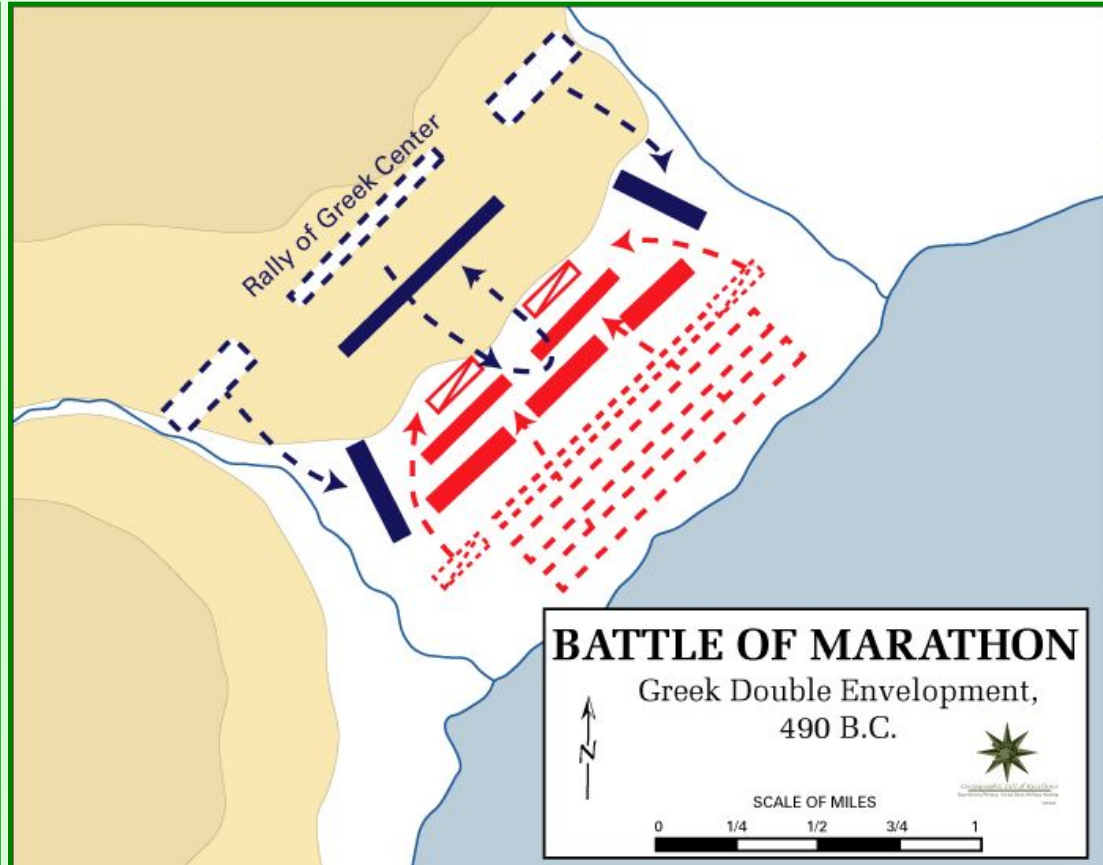 Rally of Greek Center
BATTLE OF MARATHON
Greek Double Envelopment,
490 B.C.
N
SCALE OF MILES
0 1/4 1/2 3/4 1